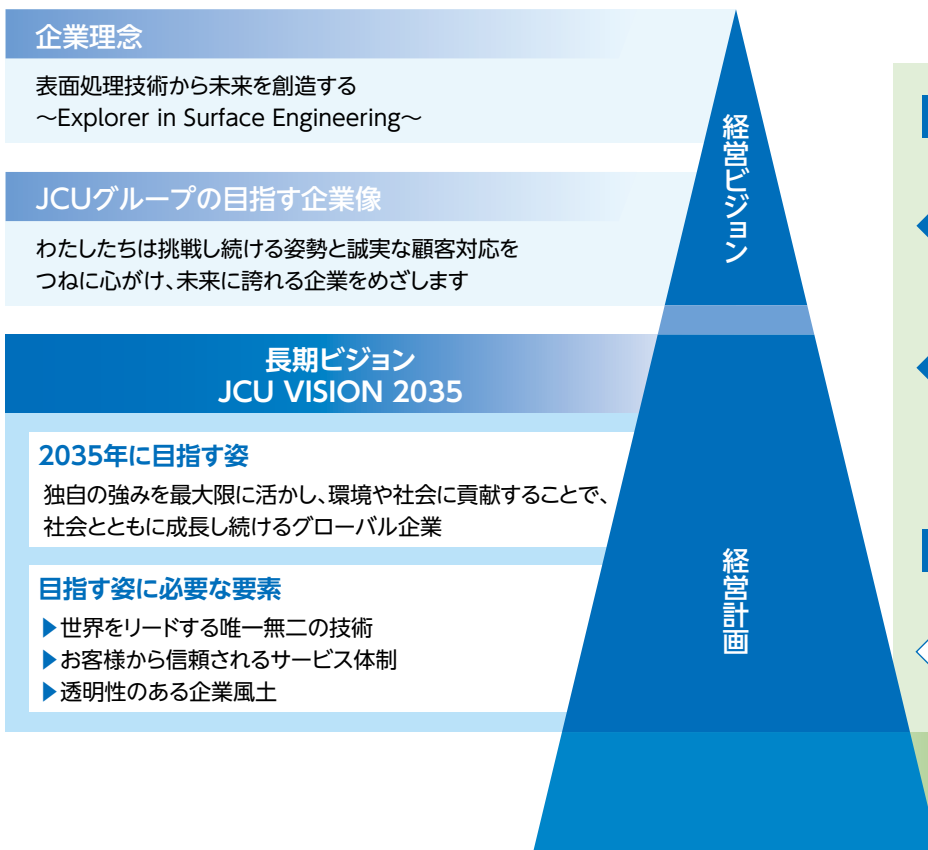 企業理念
表面処理技術から未来を創造する
～Explorer in Surface Engineering～
JCUグループの目指す企業像
わたしたちは挑戦し続ける姿勢と誠実な顧客対応を
つねに心がけ、未来に誇れる企業をめざします
経営ビジョン
長期ビジョン
JCU VISION 2035
2035年に目指す姿
独自の強みを最大限に活かし、環境や社会に貢献することで、
社会とともに成長し続けるグローバル企業
目指す姿に必要な要素
▶世界をリードする唯一無二の技術
▶お客様から信頼されるサービス体制
▶透明性のある企業風土
経営計画